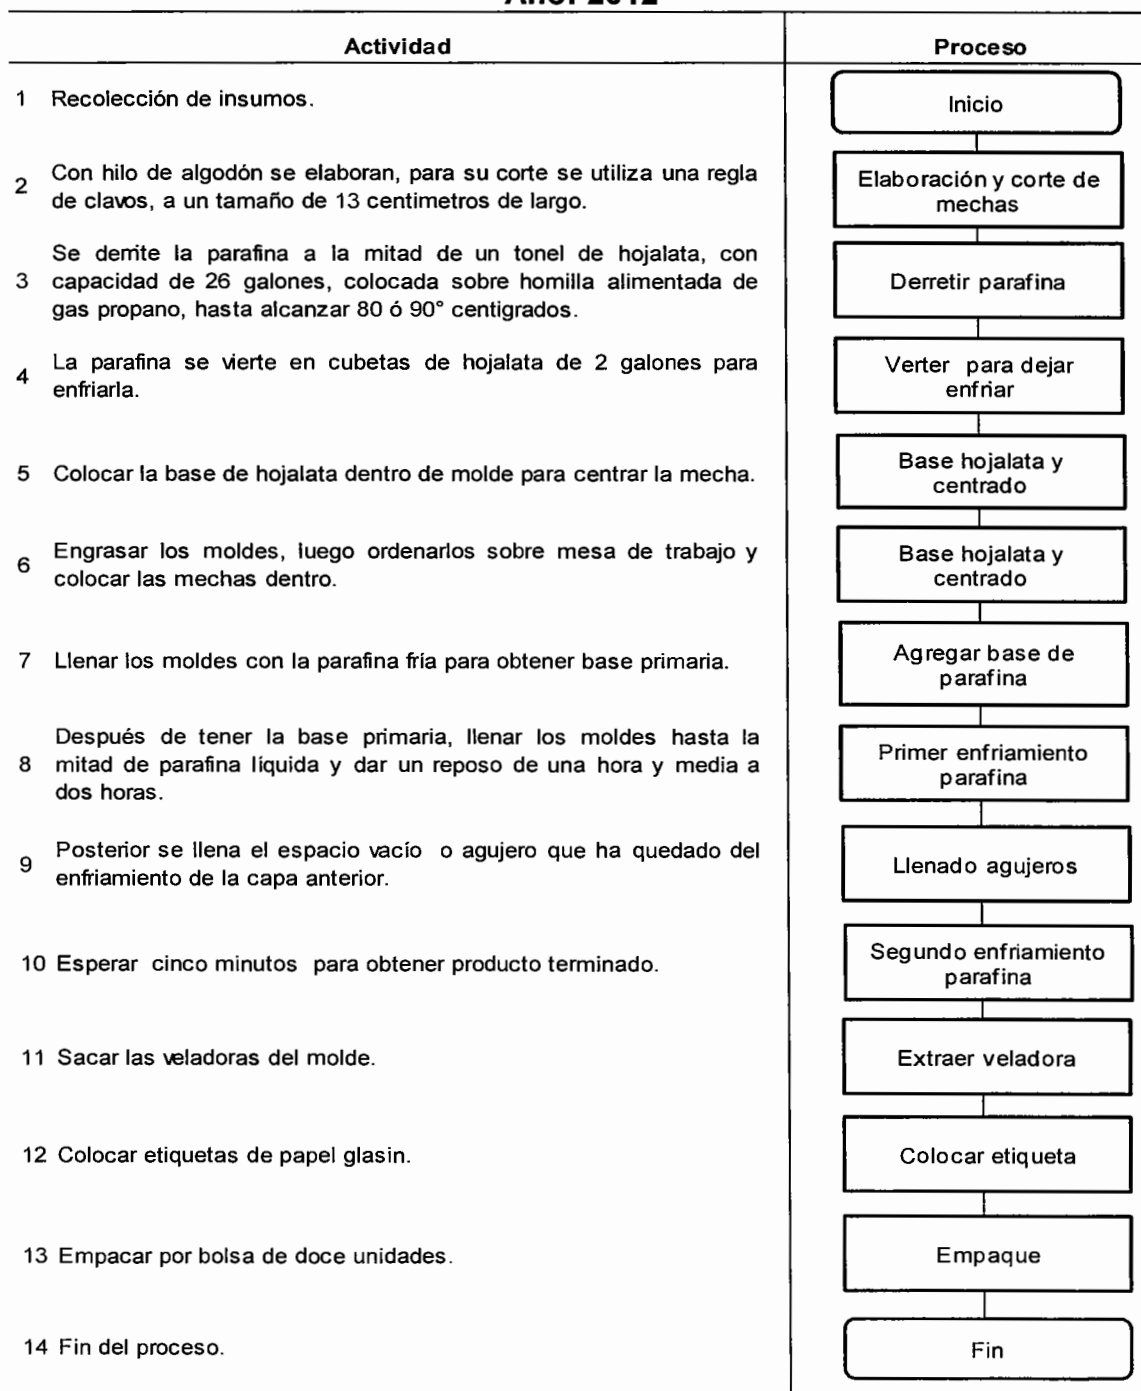 Año: 2012
Actividad
Proceso
1 Recolección de insumos.
Inicio
2 Con hilo de algodón se elaboran, para su corte se utiliza una regla
de clavos, a un tamaño de 13 centimetros de largo.
Elaboración y corte de
mechas
Se derrite la parafina a la mitad de un tonel de hojalata, con
3 capacidad de 26 galones, colocada sobre hornilla alimentada de
gas propano, hasta alcanzar 80 ó 90° centigrados.
Derretir parafina
4 La parafina se vierte en cubetas de hojalata de 2 galones para
enfriarla.
Verter para dejar
enfriar
5 Colocar la base de hojalata dentro de molde para centrar la mecha.
Base hojalata y
centrado
6 Engrasar los moldes, luego ordenarlos sobre mesa de trabajo y
colocar las mechas dentro.
Base hojalata y
centrado
7 Llenar los moldes con la parafina fría para obtener base primaria.
Agregar base de
parafina
Después de tener la base primaria, llenar los moldes hasta la
8 mitad de parafina líquida y dar un reposo de una hora y media a
dos horas.
Primer enfriamiento
parafina
9 Posterior se llena el espacio vacío o agujero que ha quedado del
enfriamiento de la capa anterior.
Llenado agujeros
10 Esperar cinco minutos para obtener producto terminado.
Segundo enfriamiento
parafina
11 Sacar las veladoras del molde.
Extraer veladora
12 Colocar etiquetas de papel glasin.
Colocar etiqueta
13 Empacar por bolsa de doce unidades.
Empaque
14 Fin del proceso.
Fin